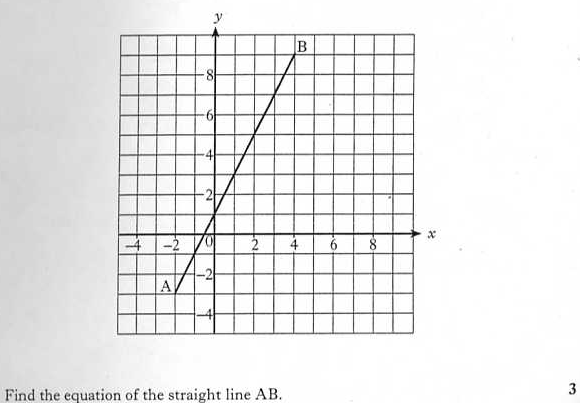 y
B
8
6
4
2
-4 -2 0 2 4 6 8 x
-2
A
-4
Find the equation of the straight line AB. 3